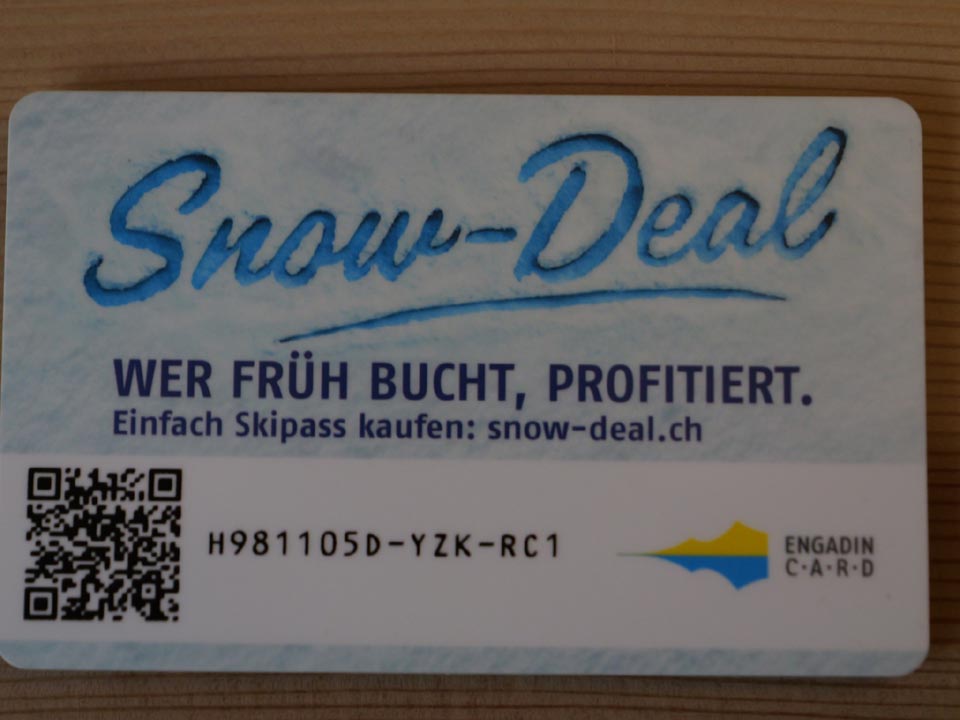 Snow-Deal
WER FRÜH BUCHT, PROFITIERT.
Einfach Skipass kaufen: snow-deal.ch
H981105D-YZK-RC1
ENGADIN
C·A·R·D